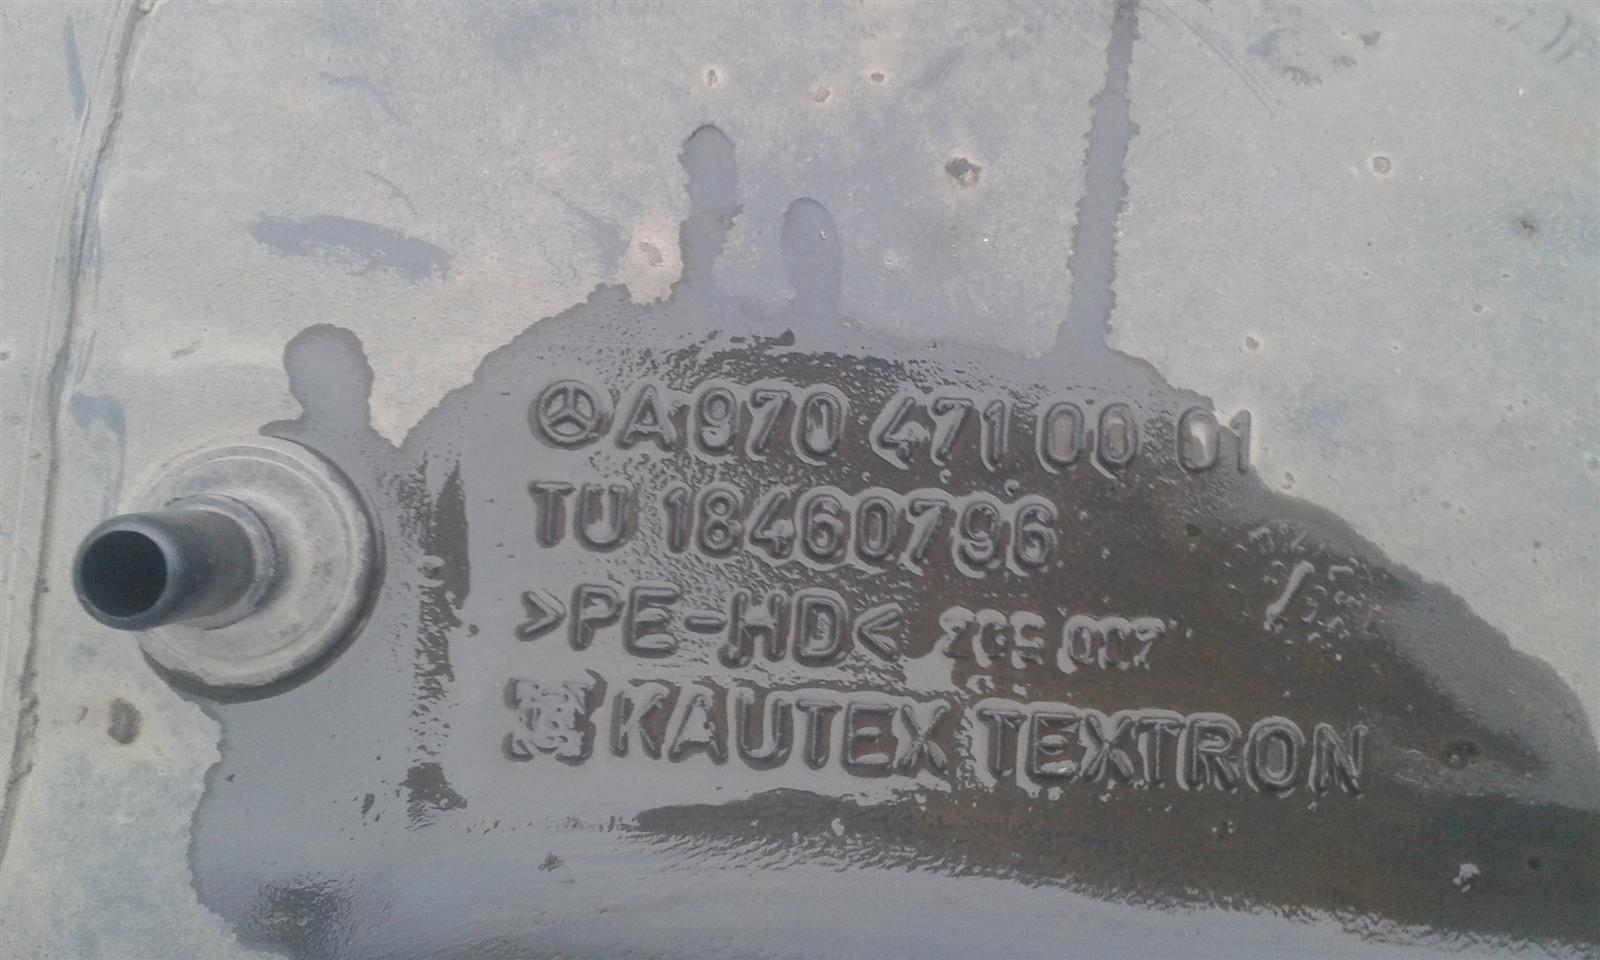 A 970 471 00 01
TU 18460796
>PE-HD<
KAUTEX TEXTRON